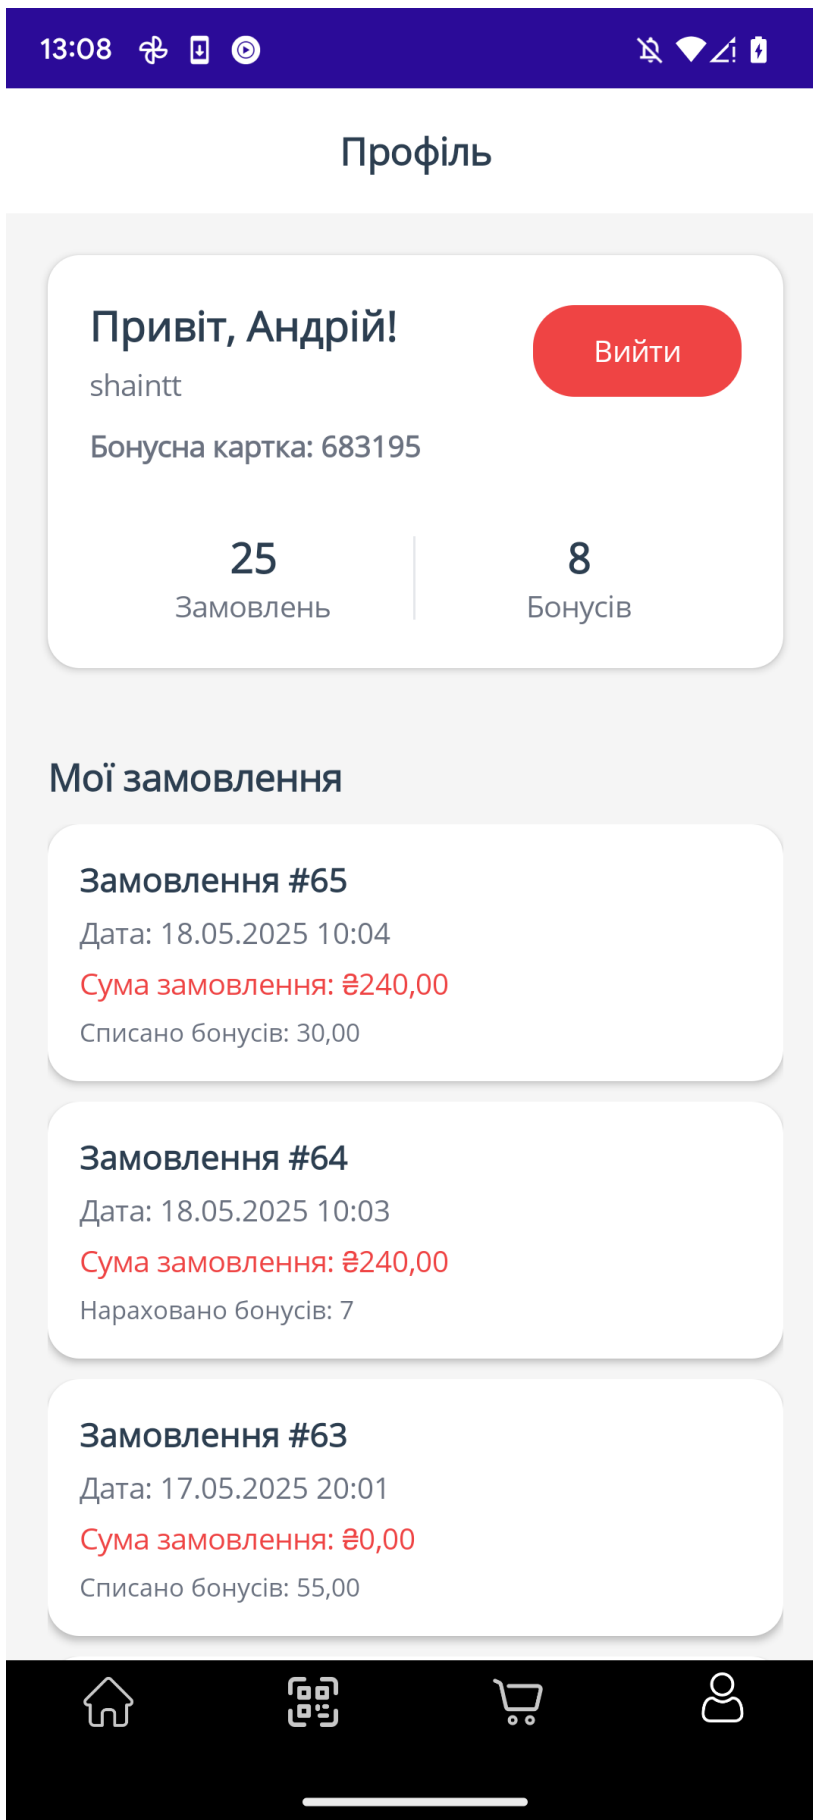 13:08
Профіль
Привіт, Андрій!
Вийти
shaintt
Бонусна картка: 683195
25
Замовлень
8
Бонусів
Мої замовлення
Замовлення #65
Дата: 18.05.2025 10:04
Сума замовлення: ₴240,00
Списано бонусів: 30,00
Замовлення #64
Дата: 18.05.2025 10:03
Сума замовлення: ₴240,00
Нараховано бонусів: 7
Замовлення #63
Дата: 17.05.2025 20:01
Сума замовлення: ₴0,00
Списано бонусів: 55,00